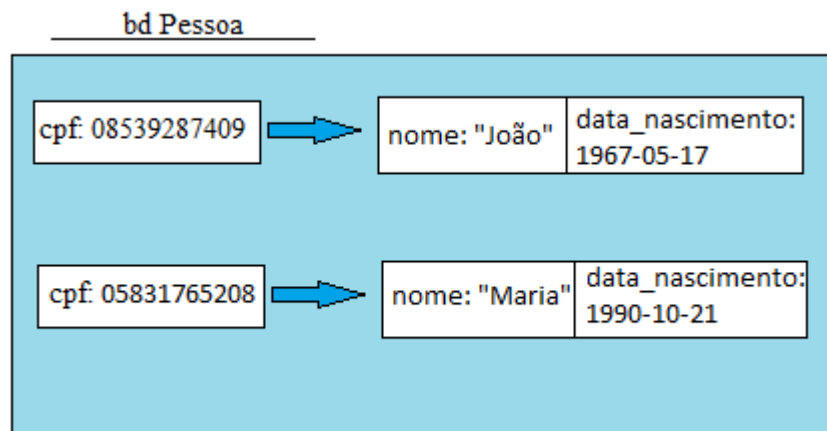 bd Pessoa
cpf: 08539287409
nome: "João"
data_nascimento:
1967-05-17
cpf: 05831765208
nome: "Maria"
data_nascimento:
1990-10-21